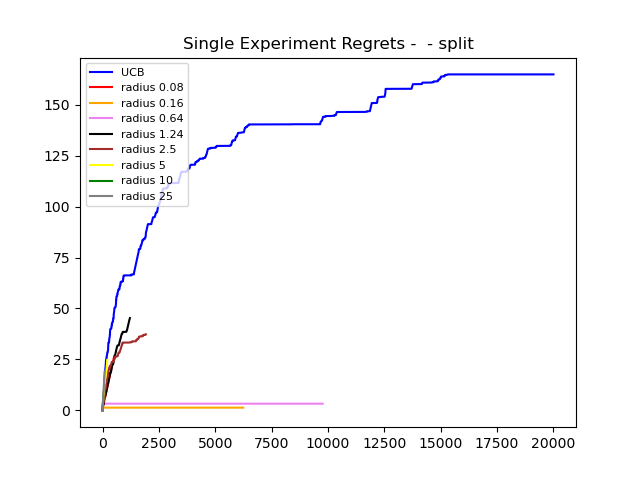 Single Experiment Regrets -  - split
UCB
radius 0.08
radius 0.16
radius 0.64
radius 1.24
radius 2.5
radius 5
radius 10
radius 25
150
125
100
75
50
25
0
0 2500 5000 7500 10000 12500 15000 17500 20000